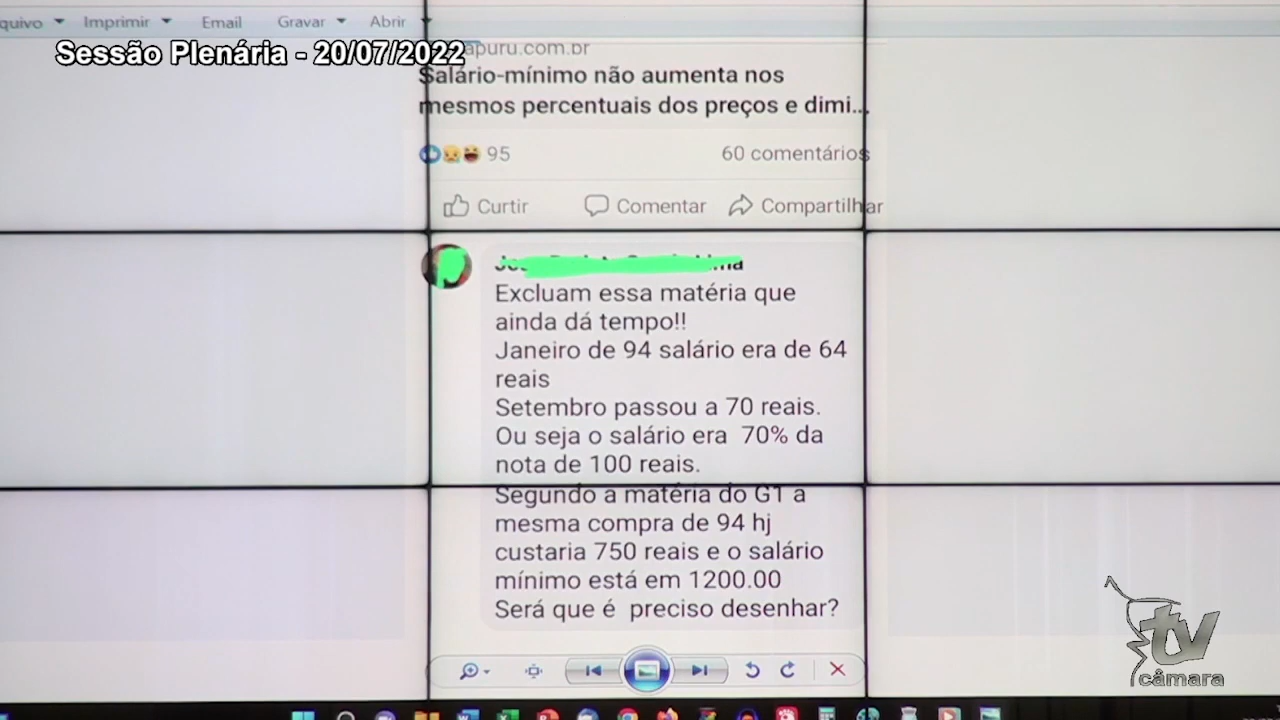 Imprimir Email Gravar Abrir
Sessão Plenária - 20/07/2022
apuru.com.br
Salário-mínimo não aumenta nos
mesmos percentuais dos preços e dimi...
95 60 comentários
Curtir Comentar Compartilhar
Excluam essa matéria que
ainda dá tempo!!
Janeiro de 94 salário era de 64
reais
Setembro passou a 70 reais.
Ou seja o salário era 70% da
nota de 100 reais.
Segundo a matéria do G1 a
mesma compra de 94 hj
custaria 750 reais e o salário
mínimo está em 1200.00
Será que é preciso desenhar?
tv
câmara